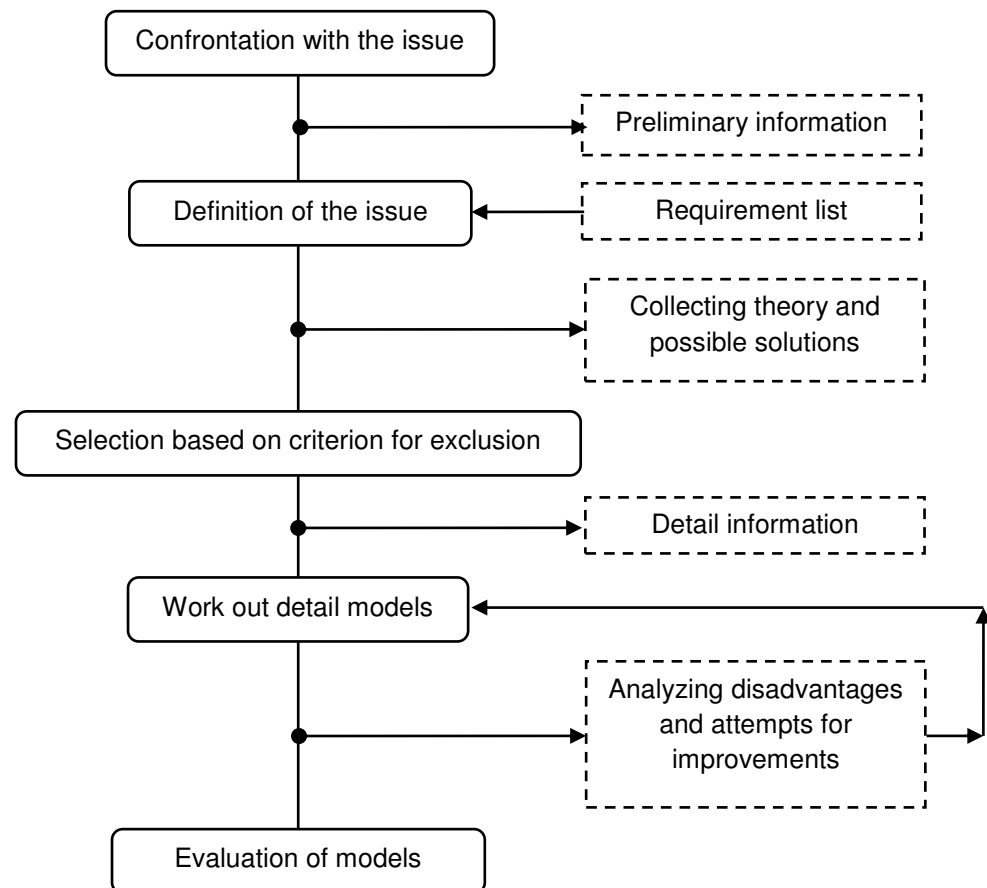 Confrontation with the issue
Preliminary information
Definition of the issue
Requirement list
Collecting theory and
possible solutions
Selection based on criterion for exclusion
Detail information
Work out detail models
Analyzing disadvantages
and attempts for
improvements
Evaluation of models